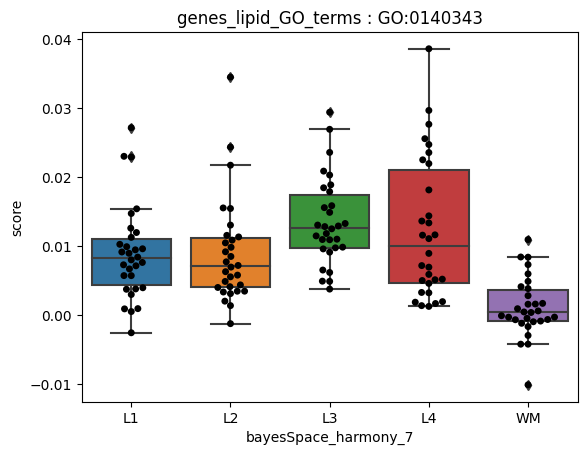 genes_lipid_GO_terms : GO:0140343
0.04
0.03
0.02
0.01
0.00
−0.01
score
L1 L2 L3 L4 WM
bayesSpace_harmony_7